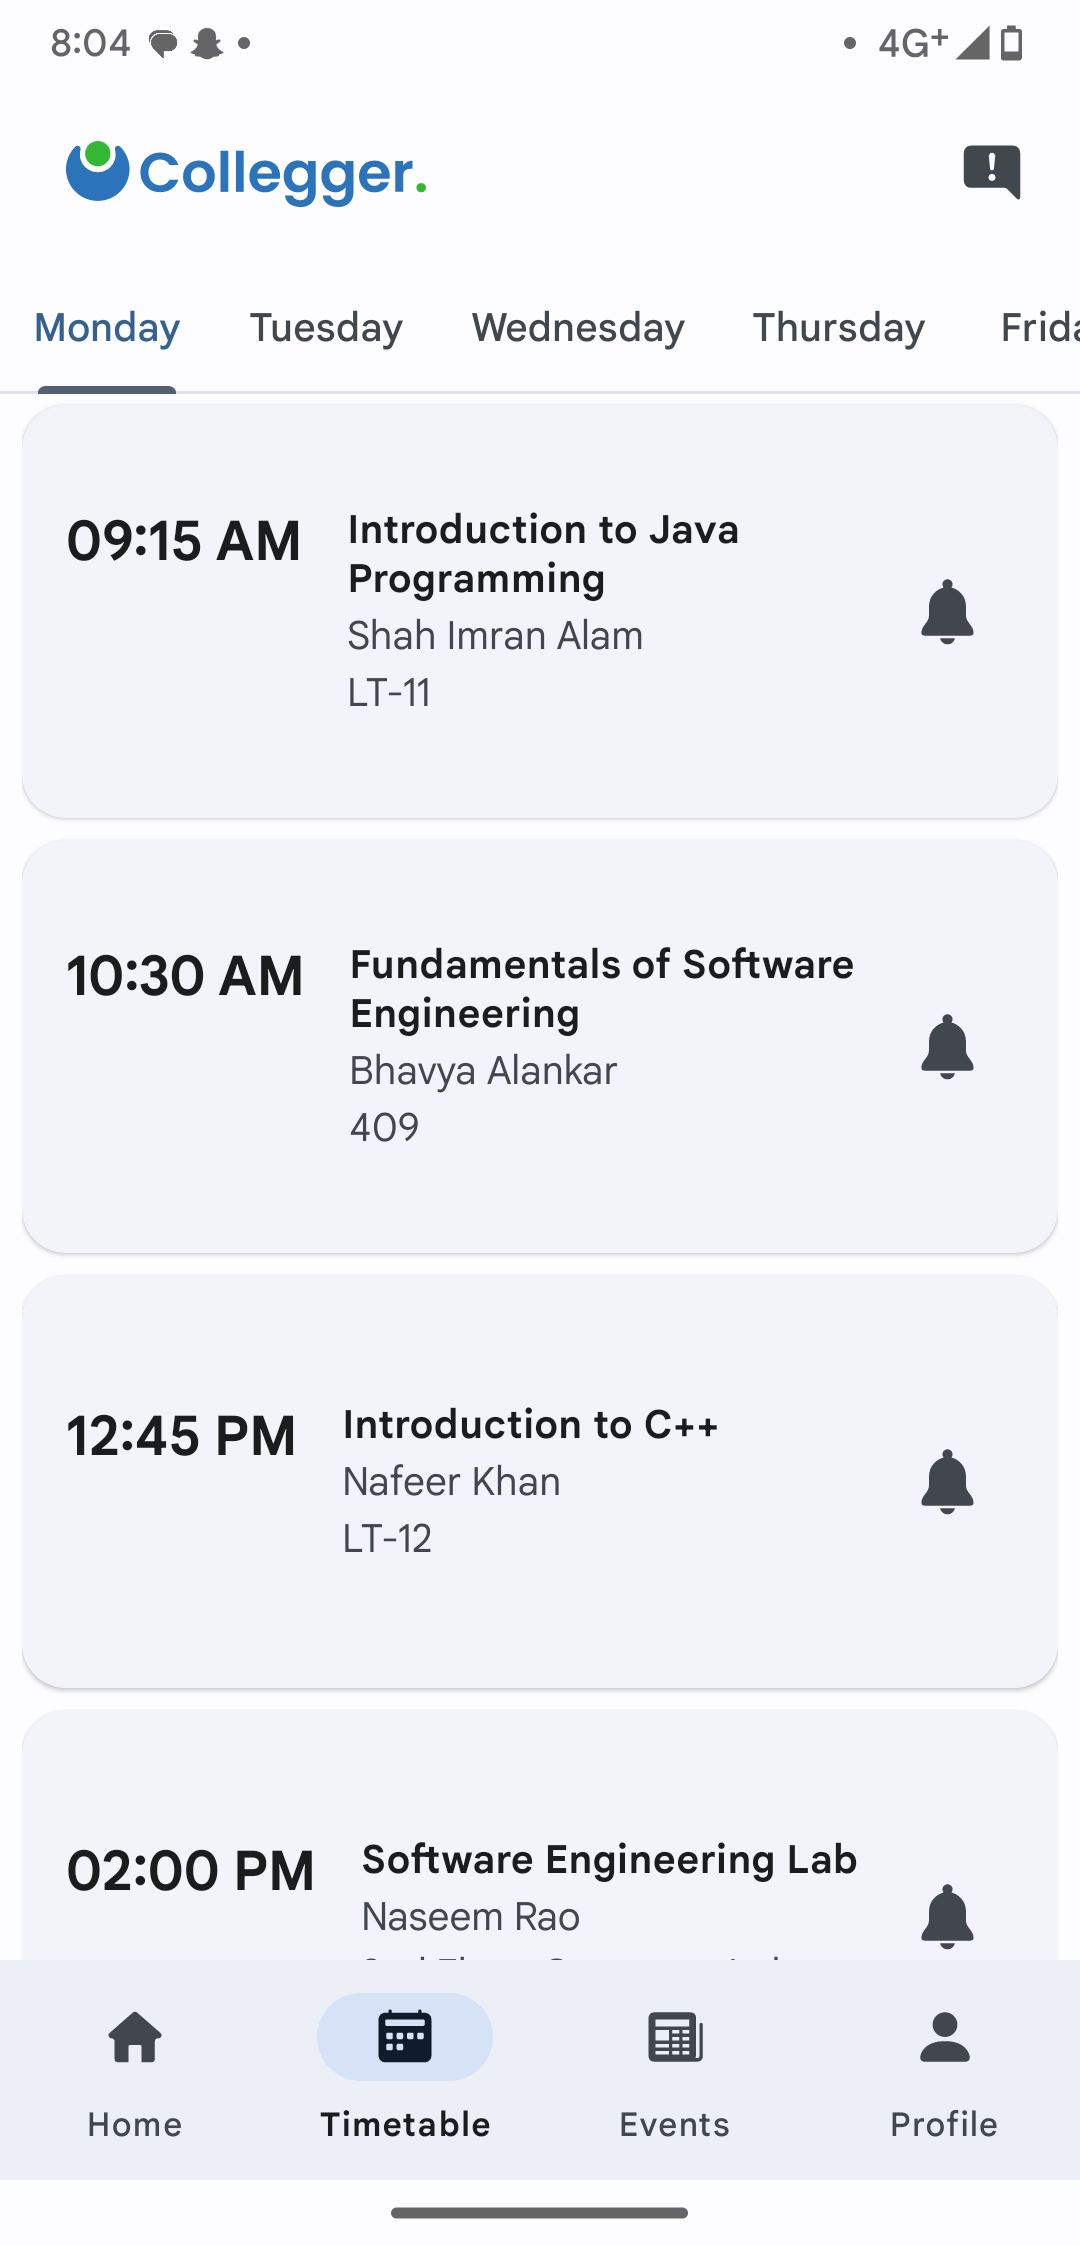 8:04
4G+
Collegger.
Monday Tuesday Wednesday Thursday
09:15 AM
Introduction to Java
Programming
Shah Imran Alam
LT-11
10:30 AM
Fundamentals of Software
Engineering
Bhavya Alankar
409
12:45 PM
Introduction to C++
Nafeer Khan
LT-12
02:00 PM
Software Engineering Lab
Naseem Rao
Home Timetable Events Profile